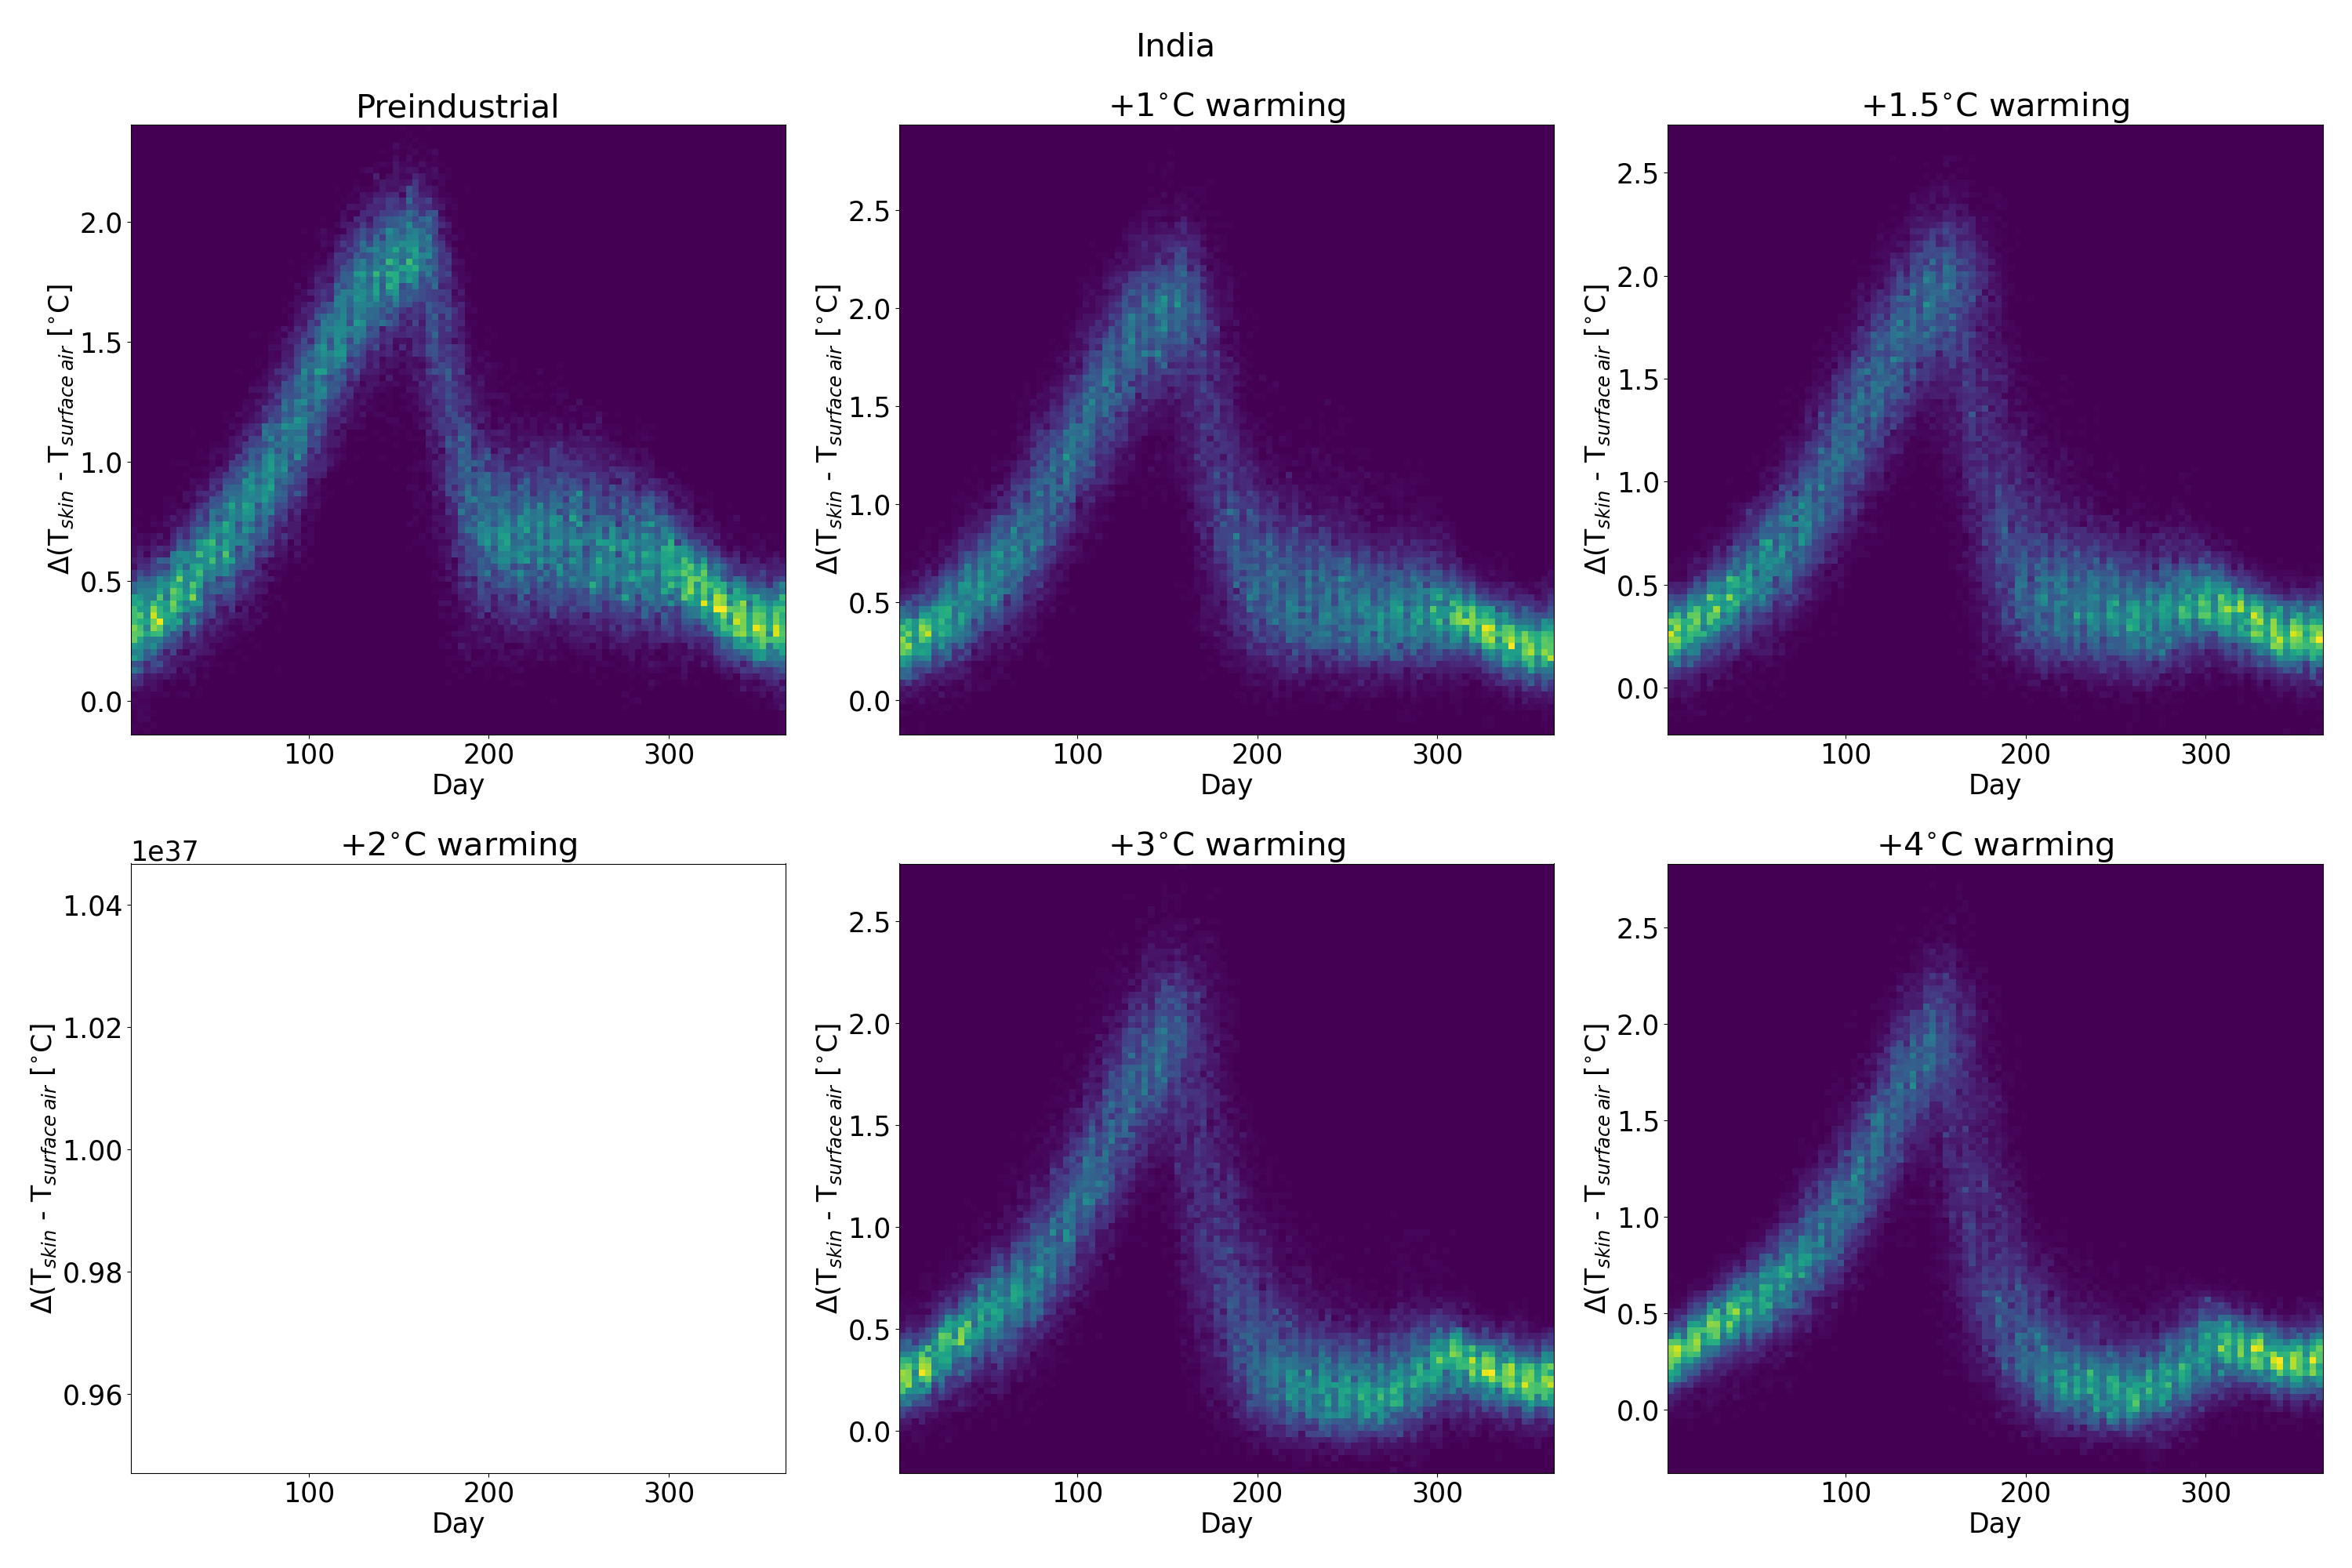 India
Preindustrial
+1°C warming
+1.5°C warming
Δ(T_skin - T_surface air [°C]
2.0
1.5
1.0
0.5
0.0
100 200 300
Day
Δ(T_skin - T_surface air [°C]
2.5
2.0
1.5
1.0
0.5
0.0
100 200 300
Day
Δ(T_skin - T_surface air [°C]
2.5
2.0
1.5
1.0
0.5
0.0
100 200 300
Day
+2°C warming
+3°C warming
+4°C warming
1e37
Δ(T_skin - T_surface air [°C]
1.04
1.02
1.00
0.98
0.96
100 200 300
Day
Δ(T_skin - T_surface air [°C]
2.5
2.0
1.5
1.0
0.5
0.0
100 200 300
Day
Δ(T_skin - T_surface air [°C]
2.5
2.0
1.5
1.0
0.5
0.0
100 200 300
Day